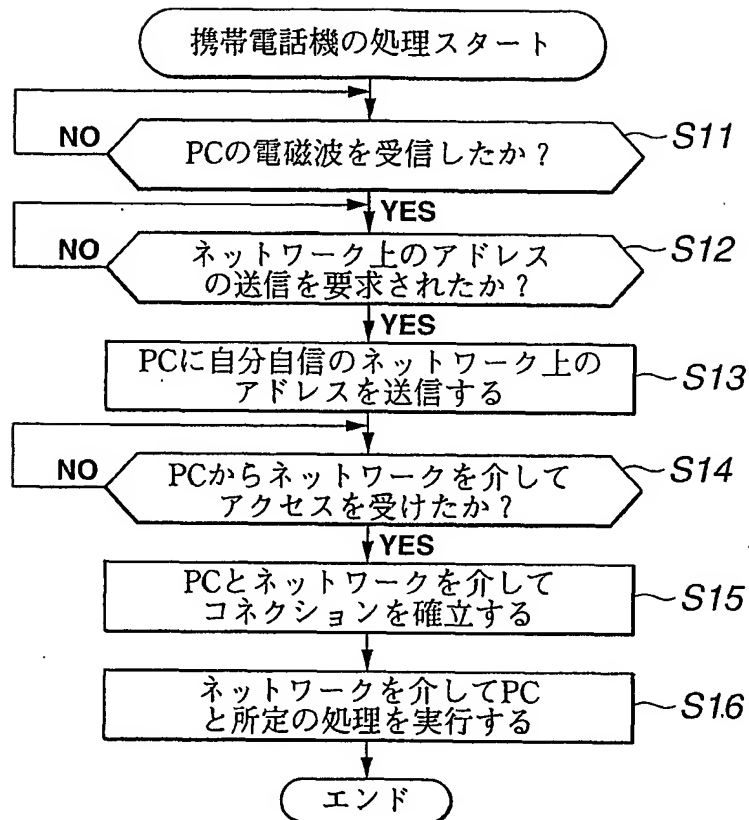 携帯電話機の処理スタート
NO
PCの電磁波を受信したか?
S11
YES
NO
ネットワーク上のアドレス
の送信を要求されたか?
S12
YES
PCに自分自信のネットワーク上の
アドレスを送信する
S13
NO
PCからネットワークを介して
アクセスを受けたか?
S14
YES
PCとネットワークを介して
コネクションを確立する
S15
ネットワークを介してPC
と所定の処理を実行する
S16
エンド